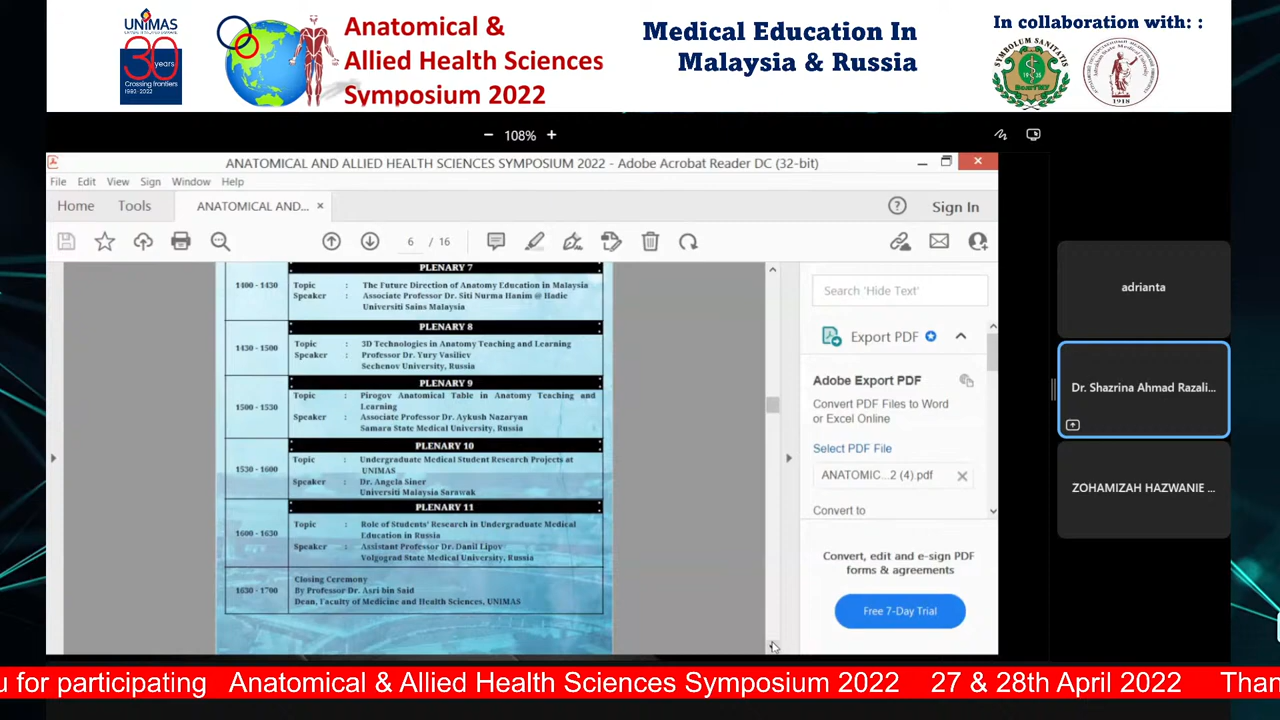 UNIMAS
30
years
Crossing frontiers
1992-2022
Anatomical &
Allied Health Sciences
Symposium 2022
Medical Education In
Malaysia & Russia
In collaboration with: :
SYMBOLUM SANITATIS
1935
1918
108%
ANATOMICAL AND ALLIED HEALTH SCIENCES SYMPOSIUM 2022 - Adobe Acrobat Reader DC (32-bit)
File Edit View Sign Window Help
Home Tools ANATOMICAL AND... × Sign In
6 / 16
PLENARY 7
1400 - 1430
Topic : The Future Direction of Anatomy Education in Malaysia
Speaker : Associate Professor Dr. Siti Nurma Hanim @ Hadie
Universiti Sains Malaysia
PLENARY 8
1430 - 1500
Topic : 3D Technologies in Anatomy Teaching and Learning
Speaker : Professor Dr. Yury Vasiliev
Sechenov University, Russia
PLENARY 9
1500 - 1530
Topic : Pirogov Anatomical Table in Anatomy Teaching and
Learning
Speaker : Associate Professor Dr. Aykush Nazaryan
Samara State Medical University, Russia
PLENARY 10
1530 - 1600
Topic : Undergraduate Medical Student Research Projects at
UNIMAS
Speaker : Dr. Angela Siner
Universiti Malaysia Sarawak
PLENARY 11
1600 - 1630
Topic : Role of Students' Research in Undergraduate Medical
Education in Russia
Speaker : Assistant Professor Dr. Danil Lipov
Volgograd State Medical University, Russia
1630 - 1700
Closing Ceremony
By Professor Dr. Asri bin Said
Dean, Faculty of Medicine and Health Sciences, UNIMAS
Search 'Hide Text'
Export PDF
Adobe Export PDF
Convert PDF Files to Word
or Excel Online
Select PDF File
ANATOMIC...2 (4).pdf
Convert to
Convert, edit and e-sign PDF
forms & agreements
Free 7-Day Trial
adrianta
Dr. Shazrina Ahmad Razali...
ZOHAMIZAH HAZWANIE ...
u for participating Anatomical & Allied Health Sciences Symposium 2022 27 & 28th April 2022 Than